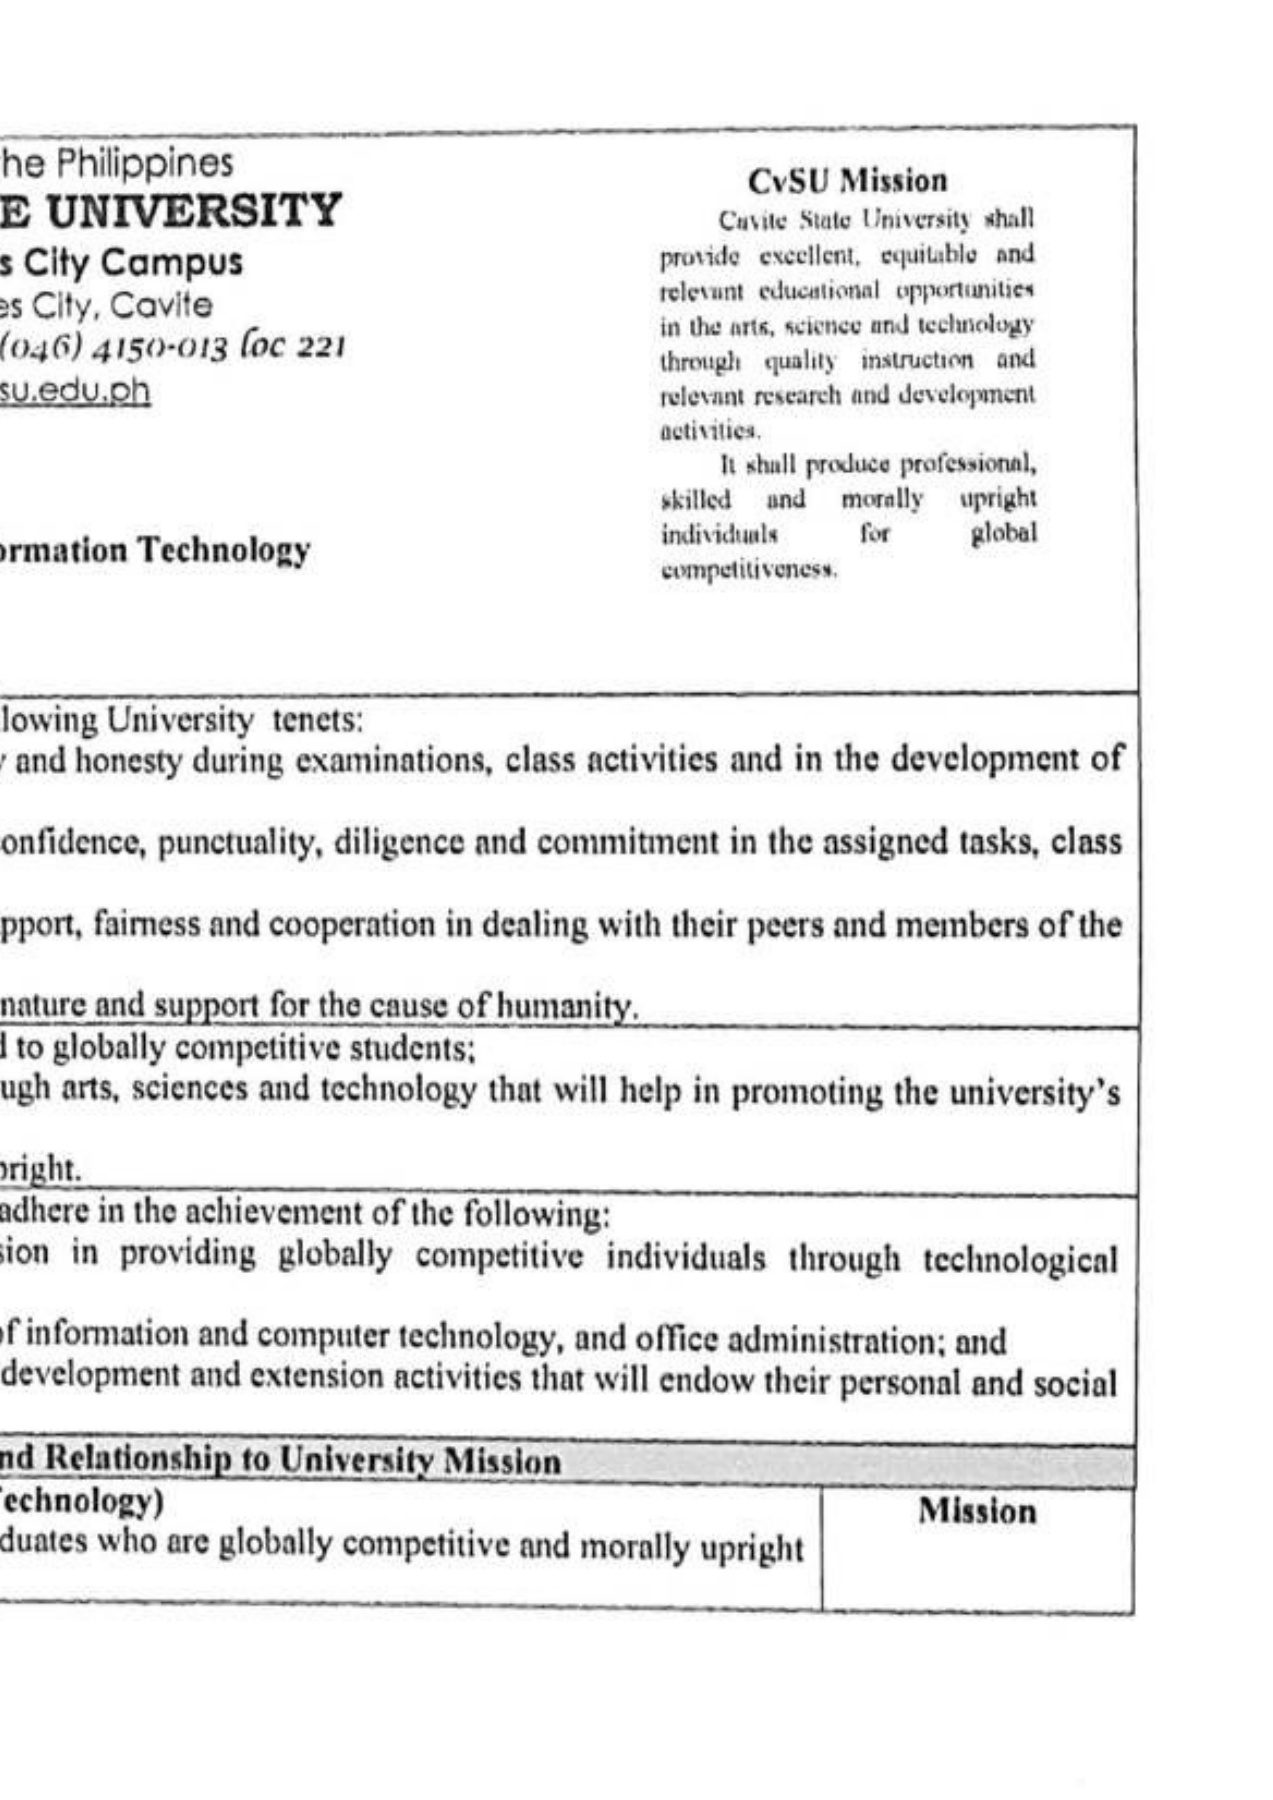 he Philippines
E UNIVERSITY
s City Campus
es City, Cavite
(046) 4150-013 loc 221
su.edu.ph
ormation Technology
CvSU Mission
Cavite State University shall
provide excellent, equitable and
relevant educational opportunities
in the arts, science and technology
through quality instruction and
relevant research and development
activities.
It shall produce professional,
skilled and morally upright
individuals for global
competitiveness.
lowing University tenets:
y and honesty during examinations, class activities and in the development of
onfidence, punctuality, diligence and commitment in the assigned tasks, class
pport, fairness and cooperation in dealing with their peers and members of the
nature and support for the cause of humanity.
d to globally competitive students;
ugh arts, sciences and technology that will help in promoting the university's
pright.
adhere in the achievement of the following:
sion in providing globally competitive individuals through technological
of information and computer technology, and office administration; and
development and extension activities that will endow their personal and social
nd Relationship to University Mission
Technology)
Mission
duates who are globally competitive and morally upright